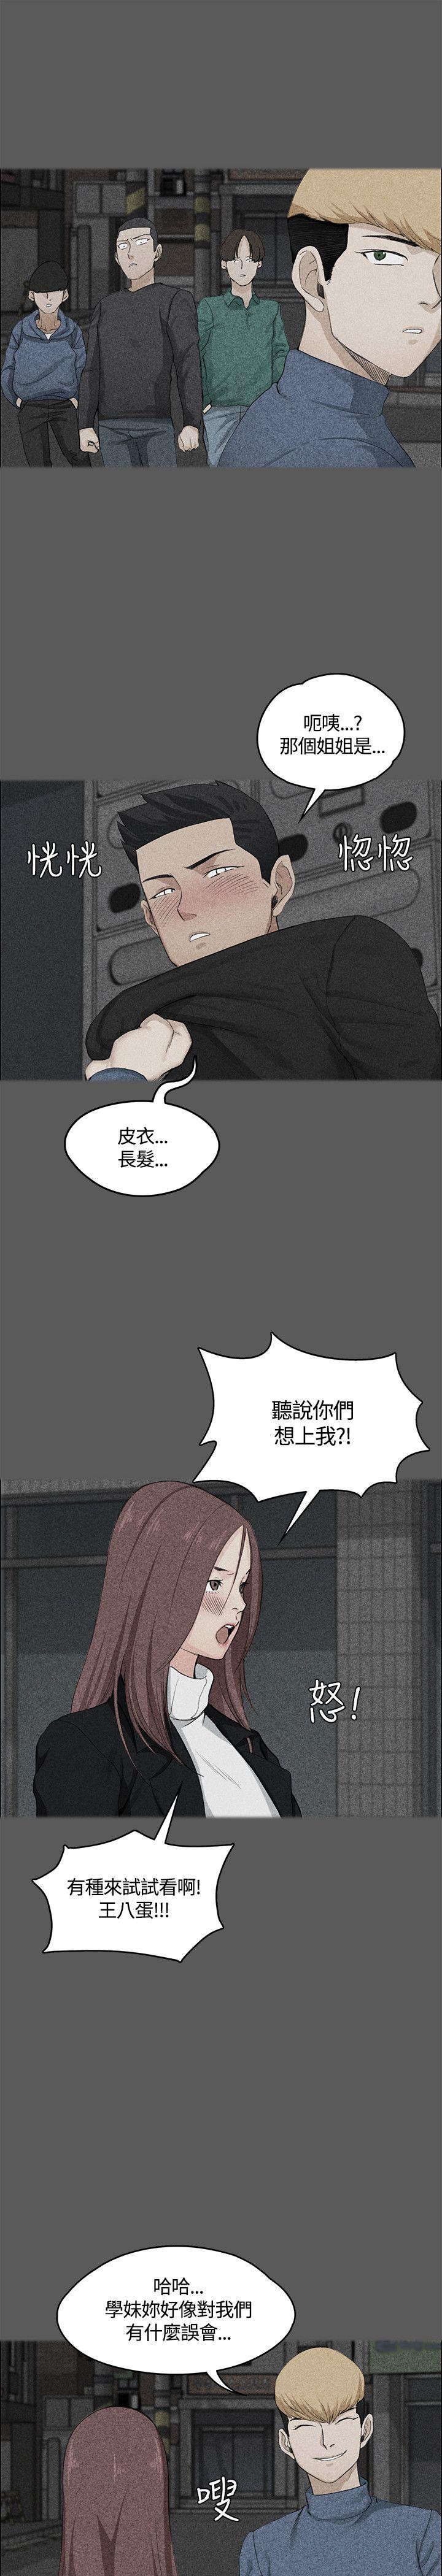 呃咦...?
那個姐姐是...
恍恍
惚惚
皮衣...
長髮...
聽說你們
想上我?!
怒!
有種來試試看啊!
王八蛋!!!
哈哈...
學妹妳好像對我們
有什麼誤會...
嗖